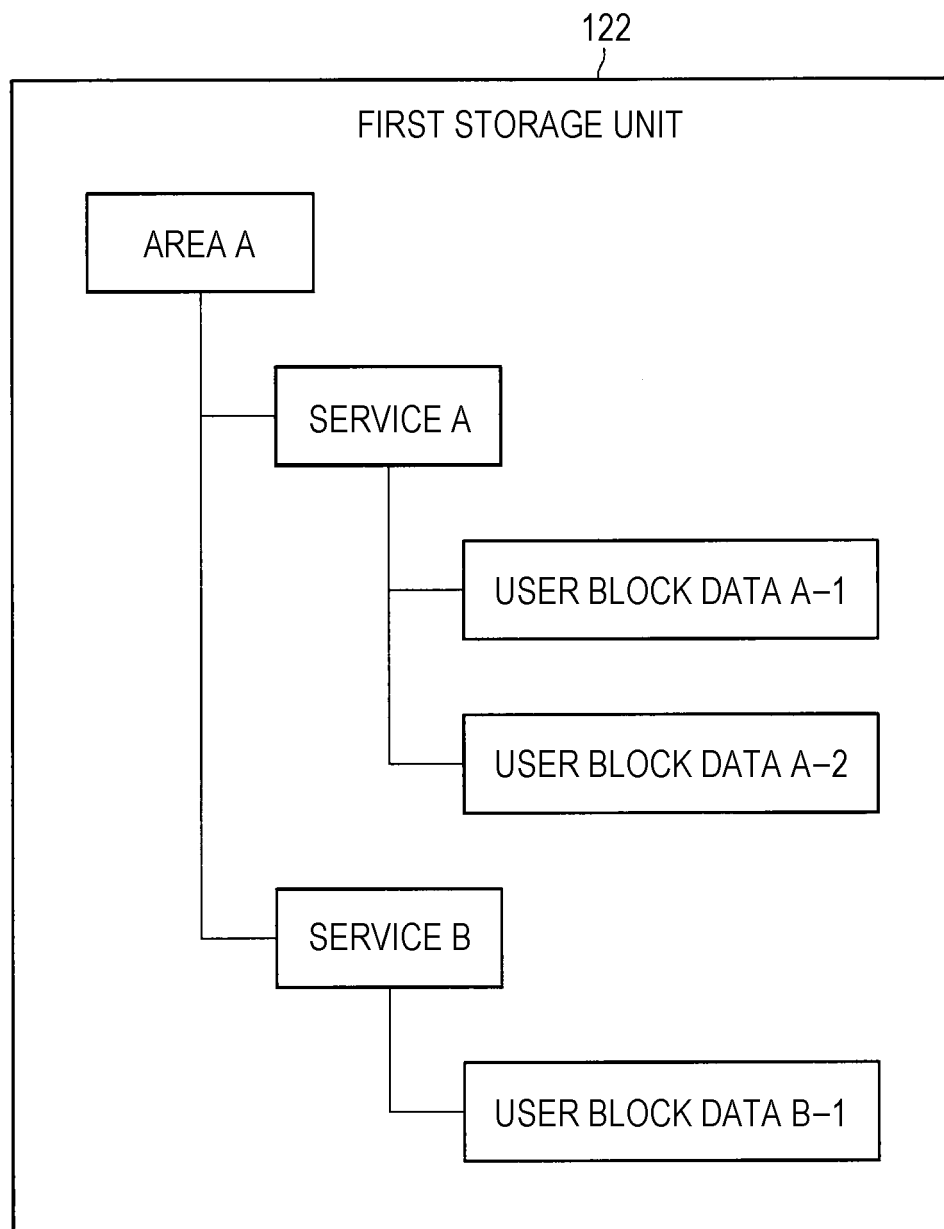 122
FIRST STORAGE UNIT
AREA A
SERVICE A
USER BLOCK DATA A–1
USER BLOCK DATA A–2
SERVICE B
USER BLOCK DATA B–1